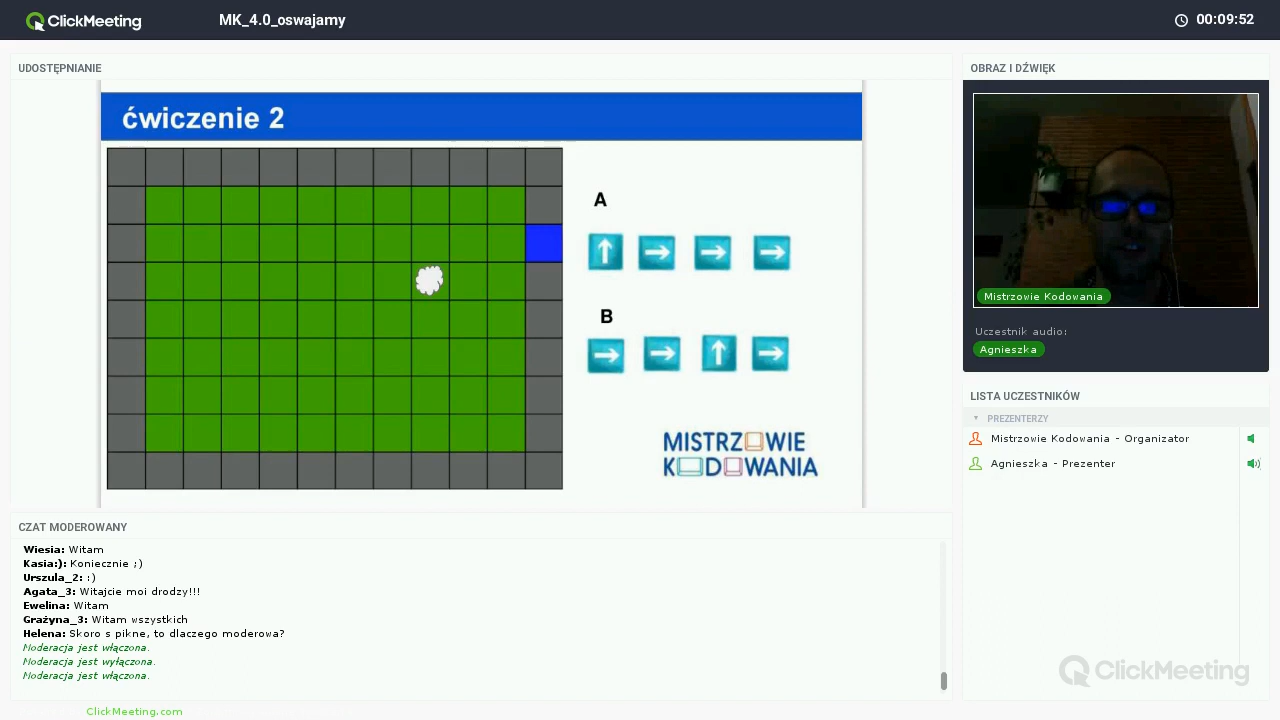 ClickMeeting
MK_4.0_oswajamy
00:09:52
UDOSTĘPNIANIE
OBRAZ I DŹWIĘK
ćwiczenie 2
A
B
MISTRZOWIE
KODOWANIA
Mistrzowie Kodowania
Uczestnik audio:
Agnieszka
LISTA UCZESTNIKÓW
PREZENTERZY
Mistrzowie Kodowania - Organizator
Agnieszka - Prezenter
CZAT MODEROWANY
Wiesia: Witam
Kasia:): Koniecznie ;)
Urszula_2: :)
Agata_3: Witajcie moi drodzy!!!
Ewelina: Witam
Grażyna_3: Witam wszystkich
Helena: Skoro s pikne, to dlaczego moderowa?
Moderacja jest włączona.
Moderacja jest wyłączona.
Moderacja jest włączona.
ClickMeeting
ClickMeeting.com